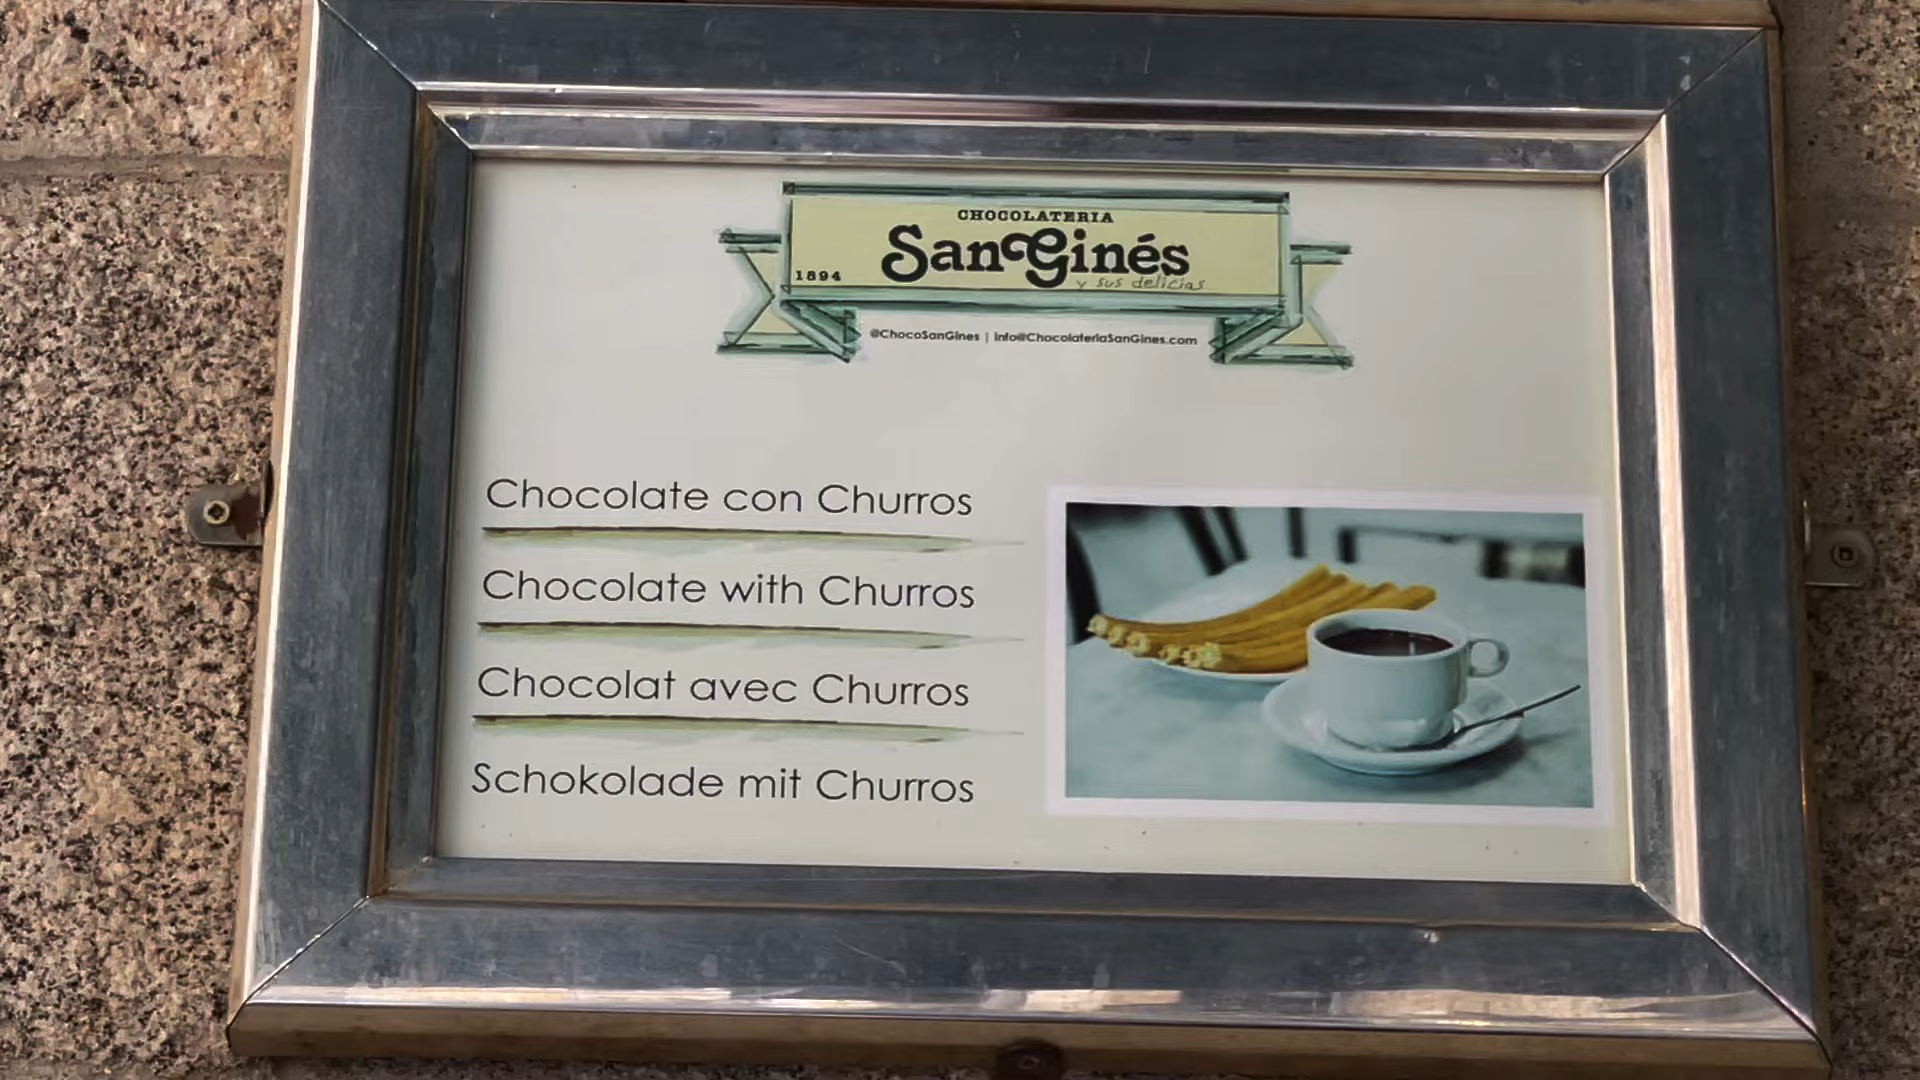 CHOCOLATERIA
SanGinés
1894
y sus delicias
@ChocoSanGines | info@ChocolateriaSanGines.com
Chocolate con Churros
Chocolate with Churros
Chocolat avec Churros
Schokolade mit Churros